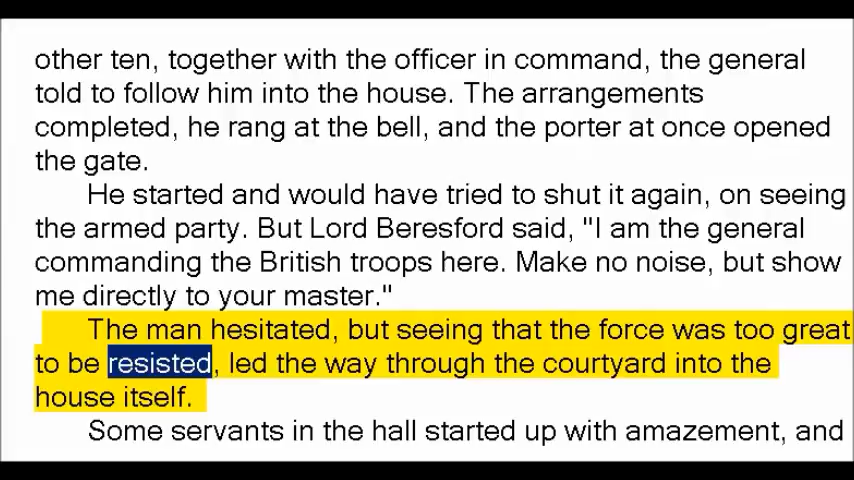 other ten, together with the officer in command, the general
told to follow him into the house. The arrangements
completed, he rang at the bell, and the porter at once opened
the gate.
He started and would have tried to shut it again, on seeing
the armed party. But Lord Beresford said, "I am the general
commanding the British troops here. Make no noise, but show
me directly to your master."
The man hesitated, but seeing that the force was too great
to be resisted, led the way through the courtyard into the
house itself.
Some servants in the hall started up with amazement, and